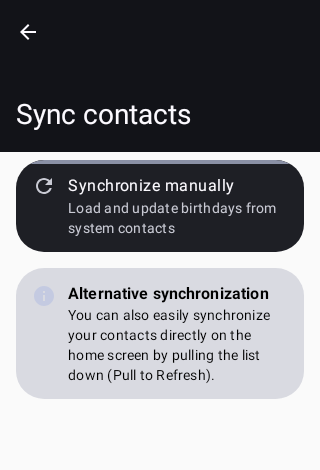 Sync contacts
Synchronize manually
Load and update birthdays from
system contacts
Alternative synchronization
You can also easily synchronize
your contacts directly on the
home screen by pulling the list
down (Pull to Refresh).